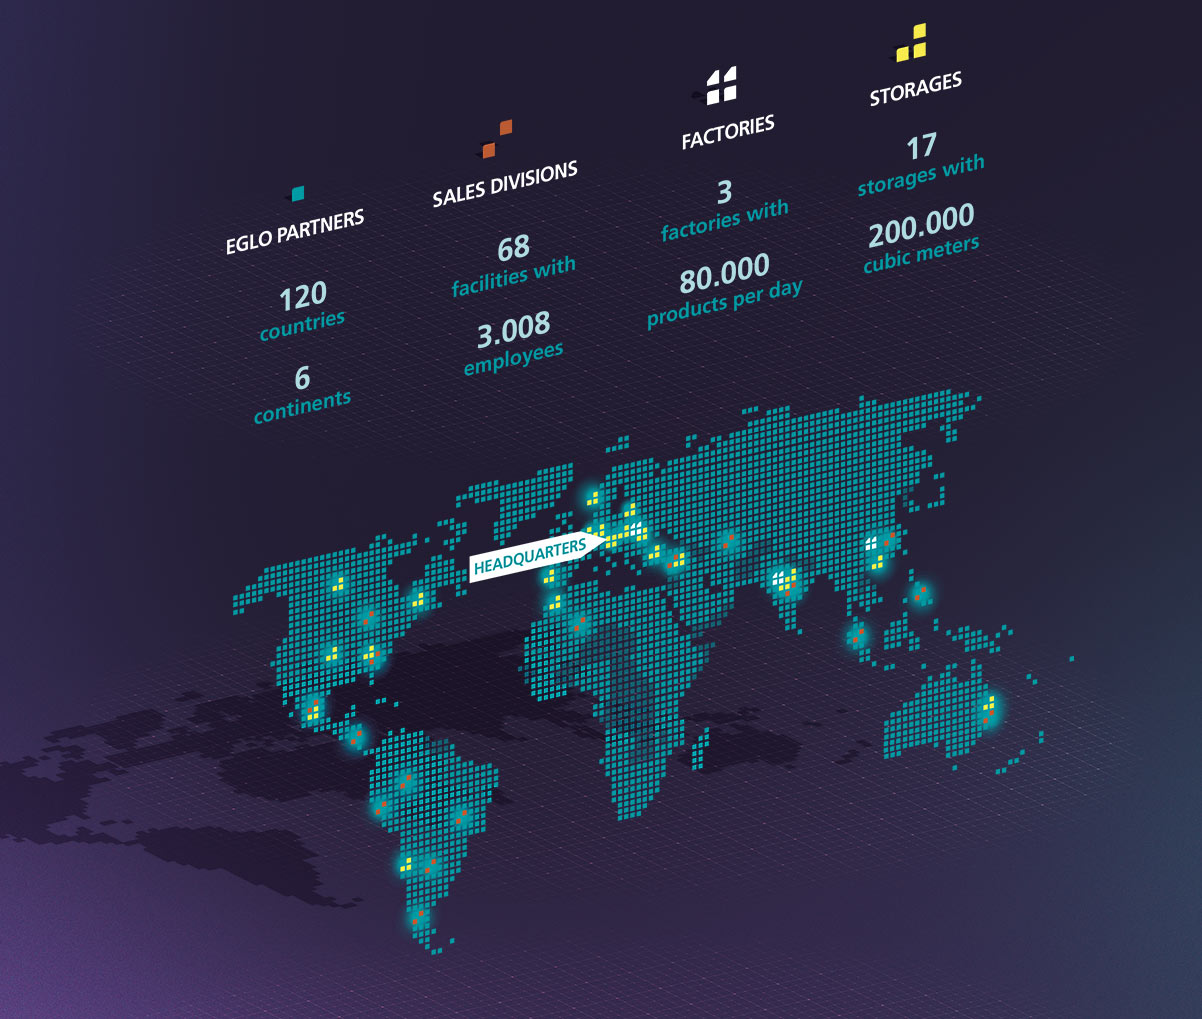 EGLO PARTNERS
120
countries
6
continents
SALES DIVISIONS
68
facilities with
3.008
employees
FACTORIES
3
factories with
80.000
products per day
STORAGES
17
storages with
200.000
cubic meters
HEADQUARTERS